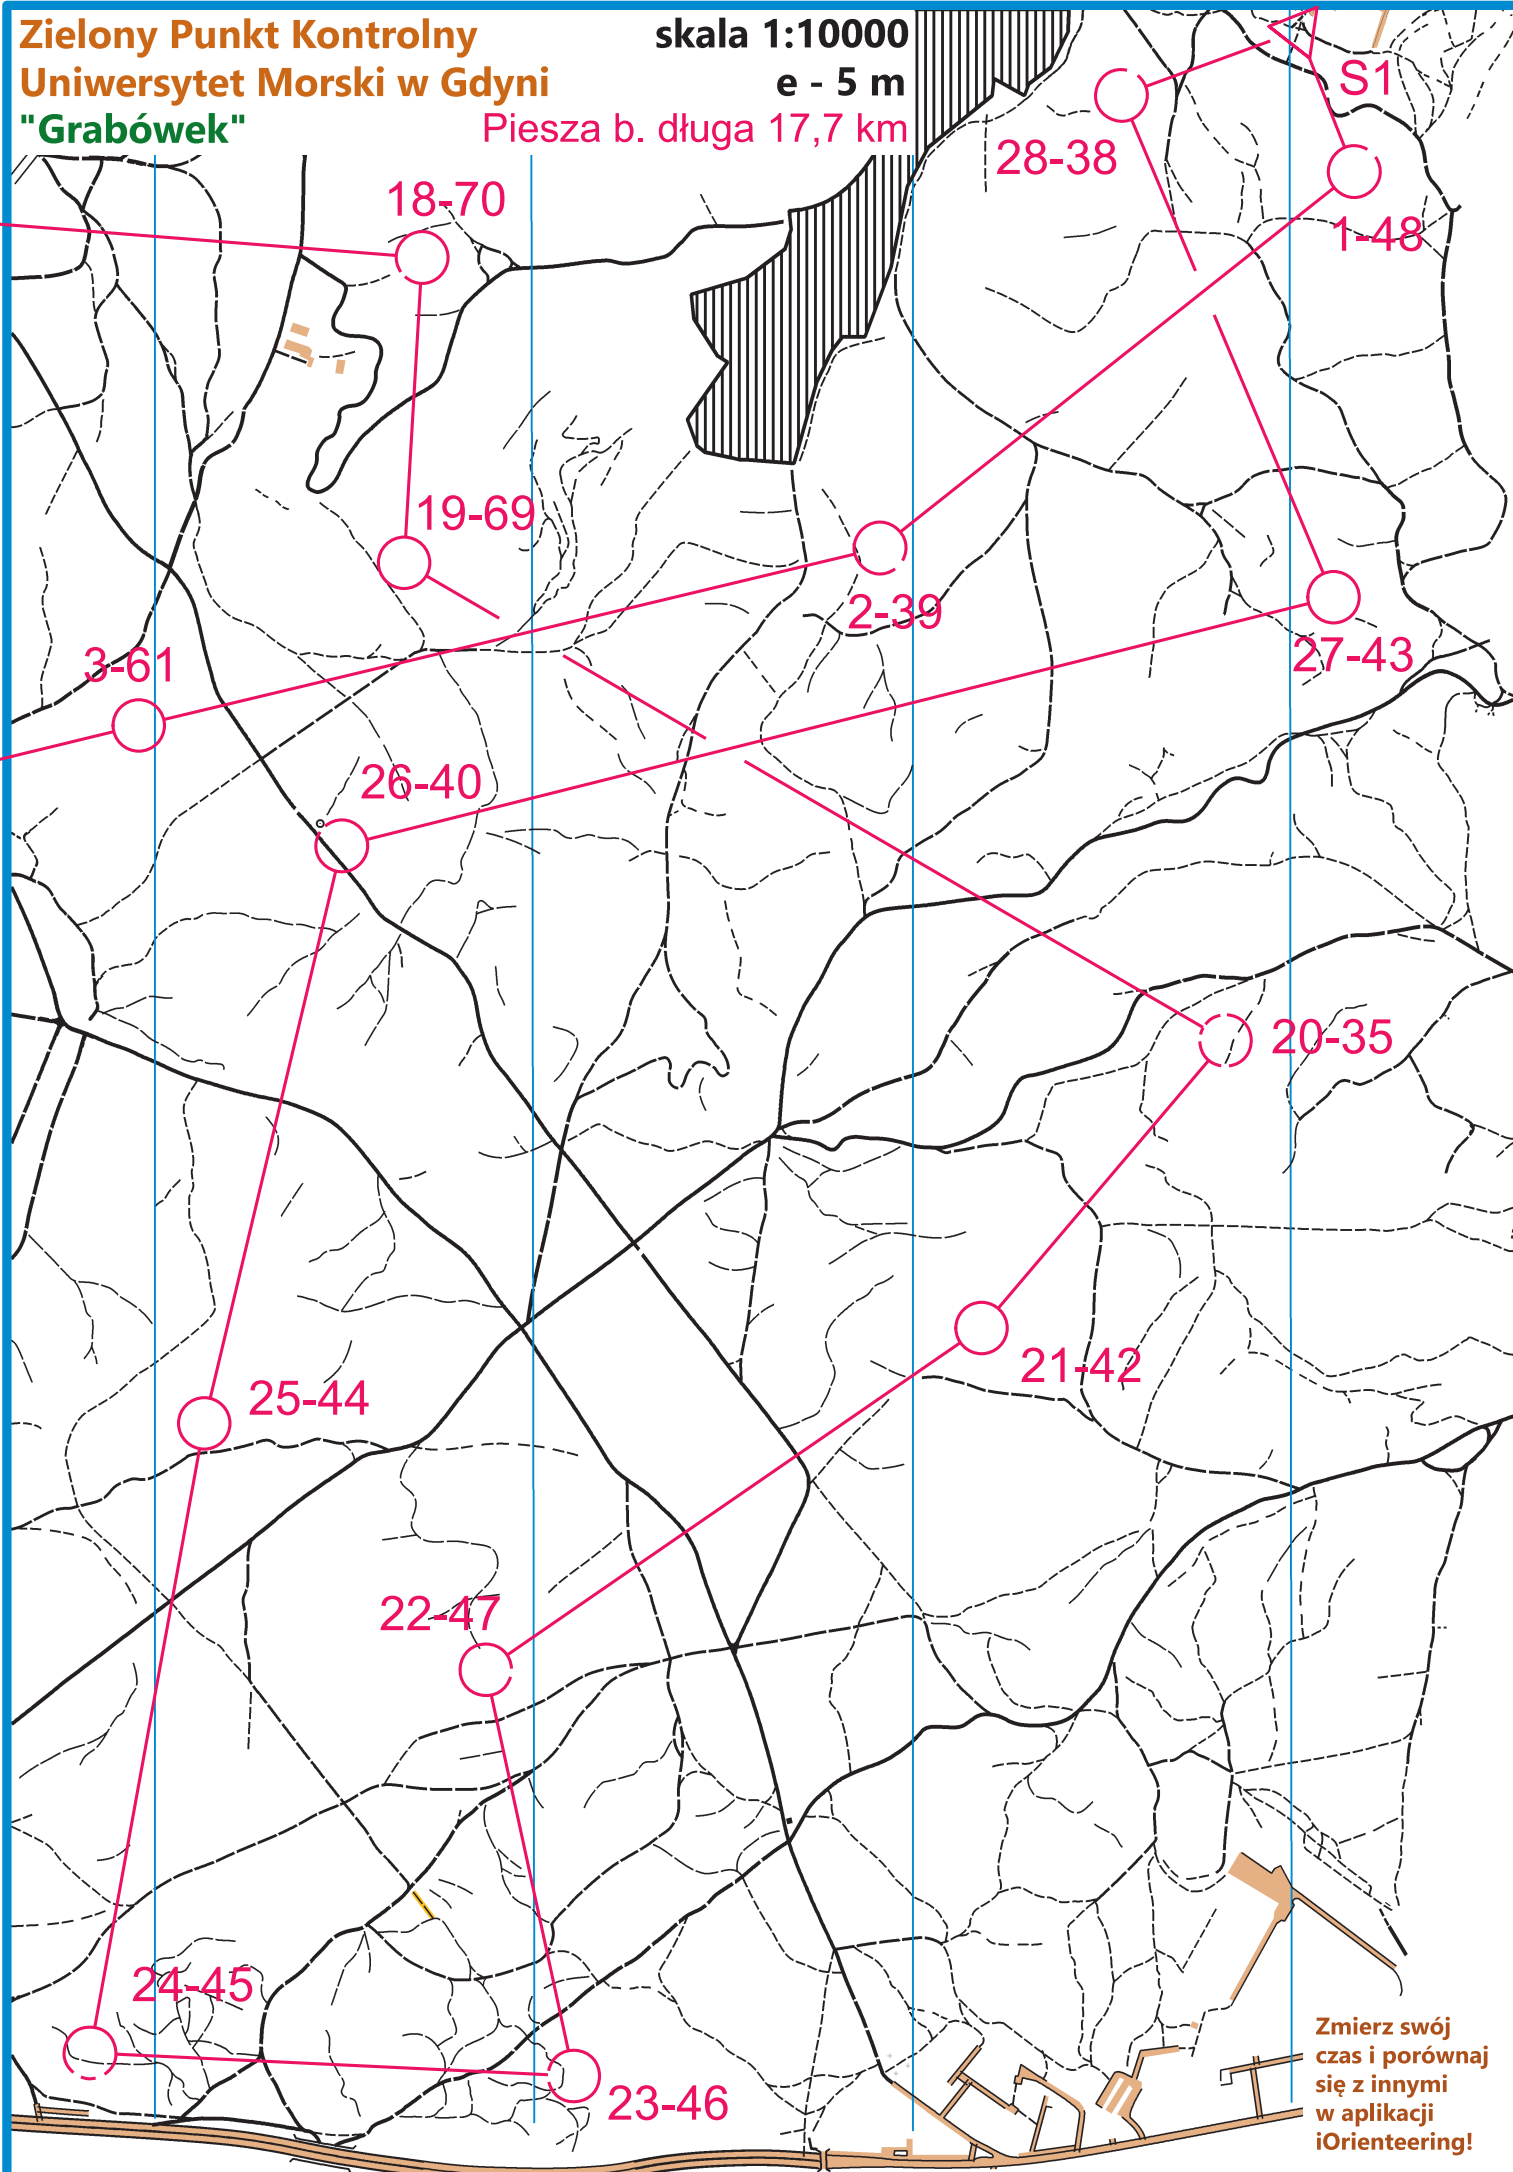 Zielony Punkt Kontrolny
Uniwersytet Morski w Gdyni
"Grabówek"
skala 1:10000
e - 5 m
Piesza b. długa 17,7 km
S1
28-38
1-48
18-70
19-69
2-39
27-43
3-61
26-40
20-35
21-42
25-44
22-47
24-45
23-46
Zmierz swój
czas i porównaj
się z innymi
w aplikacji
iOrienteering!